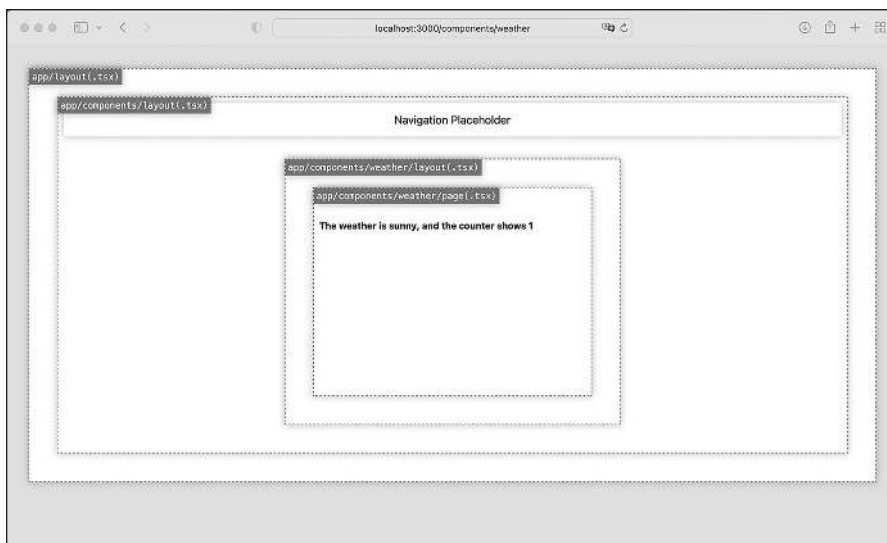 localhost:3000/components/weather
app/layout(.tsx)
app/components/layout(.tsx)
Navigation Placeholder
app/components/weather/layout(.tsx)
app/components/weather/page(.tsx)
The weather is sunny, and the counter shows 1